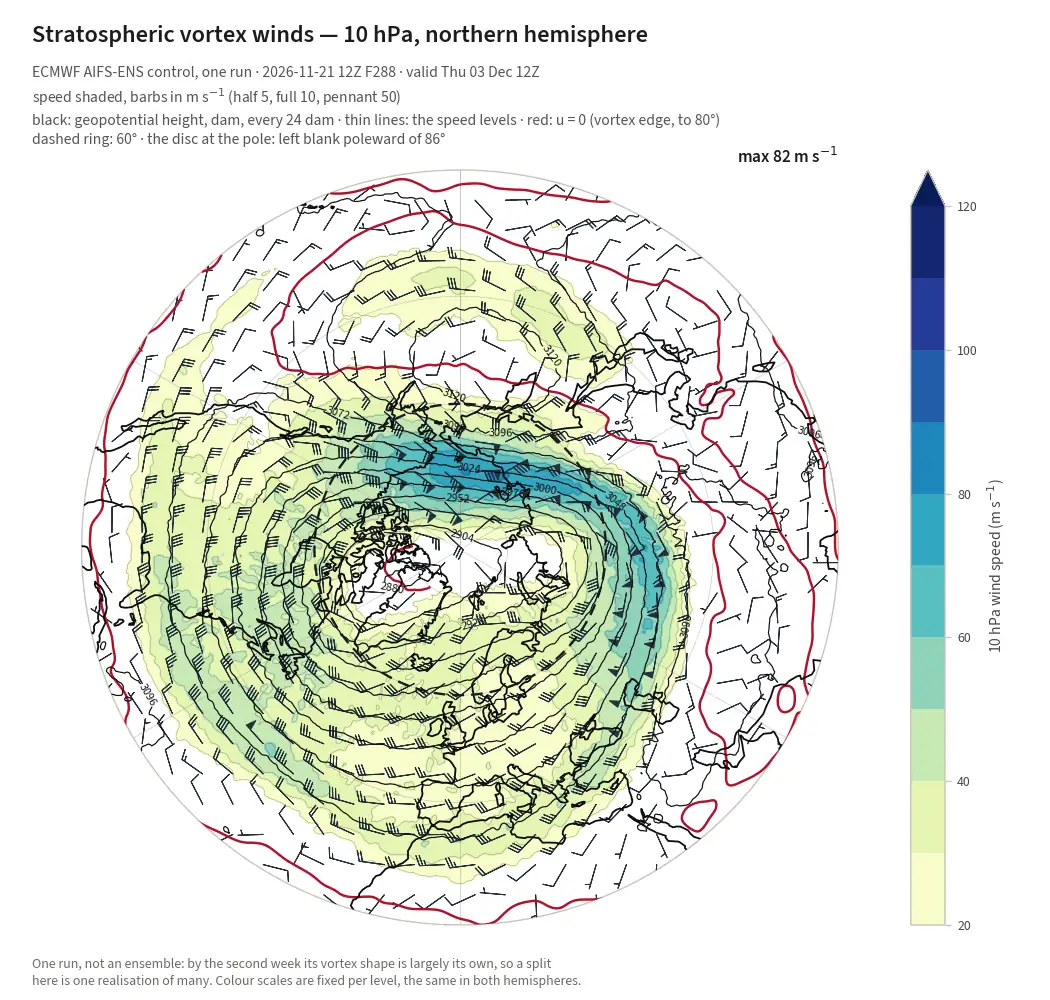 Stratospheric vortex winds — 10 hPa, northern hemisphere
ECMWF AIFS-ENS control, one run · 2026-11-21 12Z F288 · valid Thu 03 Dec 12Z
speed shaded, barbs in m s⁻¹ (half 5, full 10, pennant 50)
black: geopotential height, dam, every 24 dam · thin lines: the speed levels · red: u = 0 (vortex edge, to 80°)
dashed ring: 60° · the disc at the pole: left blank poleward of 86°
max 82 m s⁻¹
120
100
80
60
40
20
10 hPa wind speed (m s⁻¹)
3120
3120
3072
3096
3024
3000
3048
2952
2904
2880
3096
One run, not an ensemble: by the second week its vortex shape is largely its own, so a split
here is one realisation of many. Colour scales are fixed per level, the same in both hemispheres.